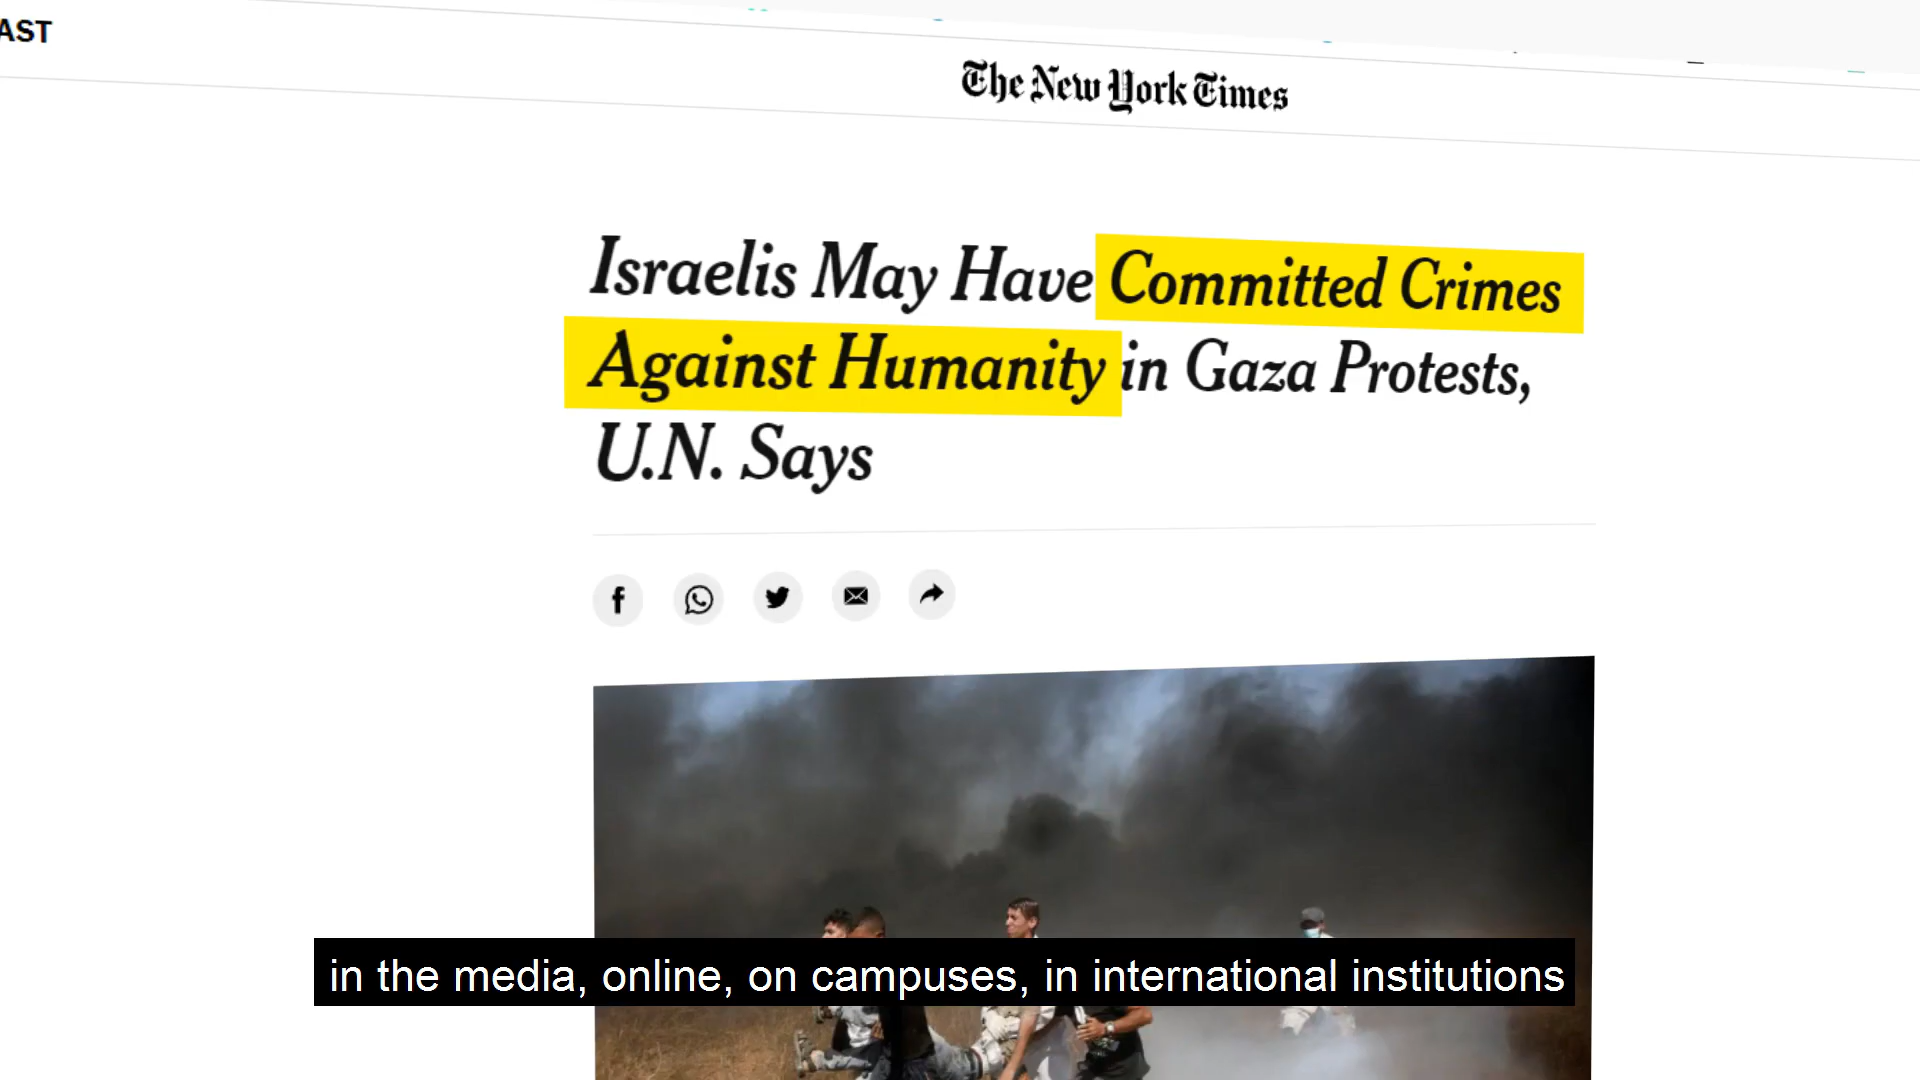 AST
The New York Times
Israelis May Have Committed Crimes
Against Humanity in Gaza Protests,
U.N. Says
in the media, online, on campuses, in international institutions